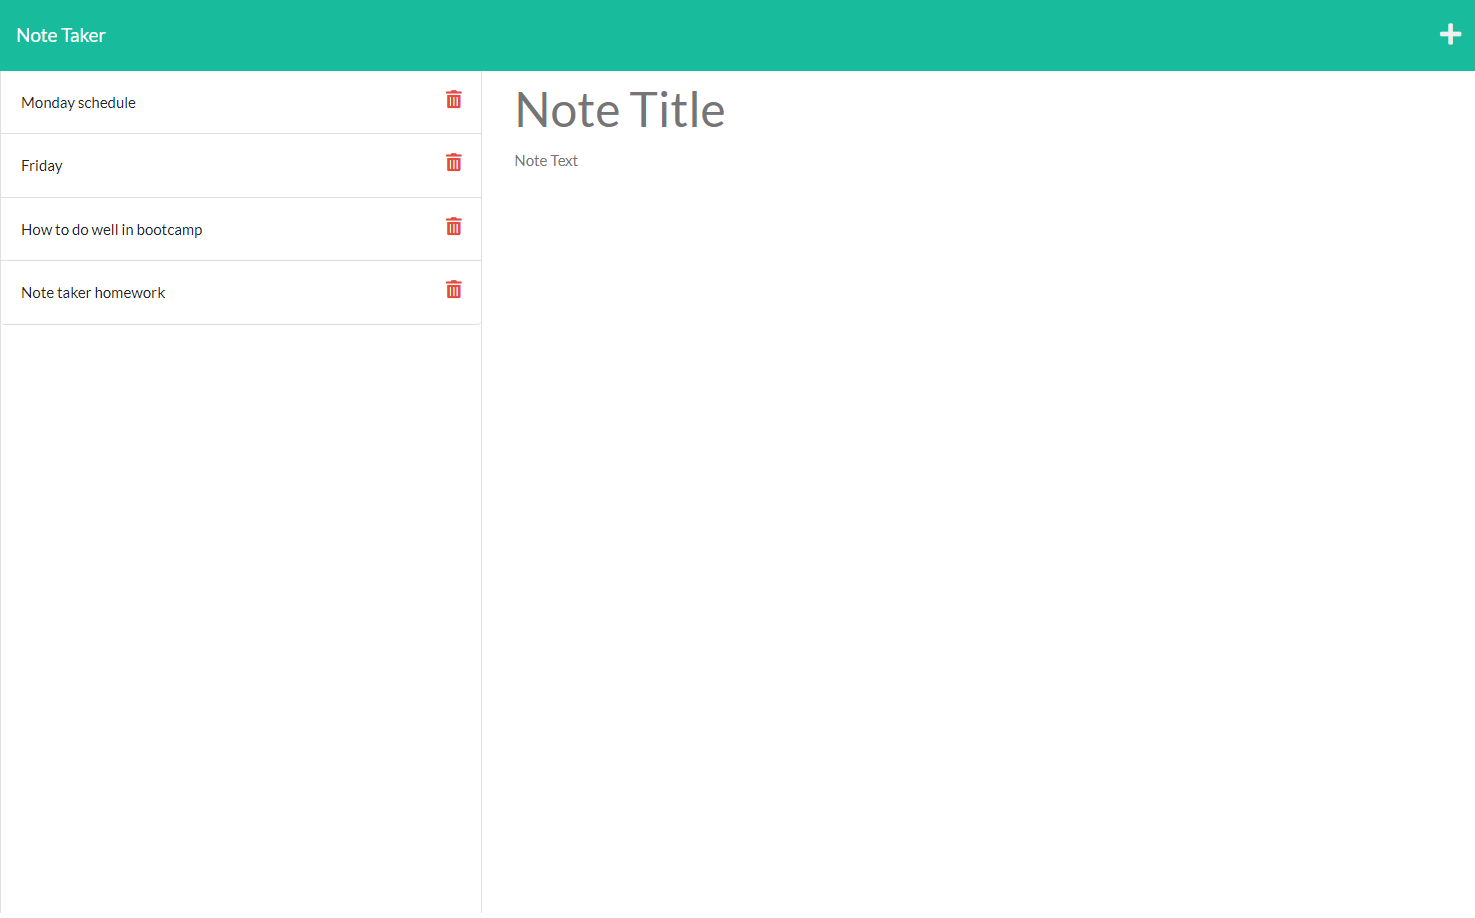 Note Taker
Monday schedule
Friday
How to do well in bootcamp
Note taker homework
Note Title
Note Text